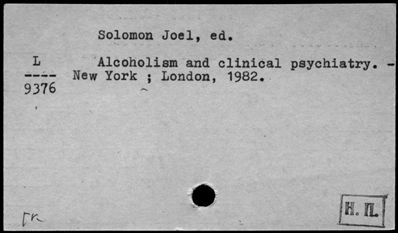 Solomon Joel, ed.
L
Alcoholism and clinical psychiatry. -
----
New York ; London, 1982.
9376
Н. П.